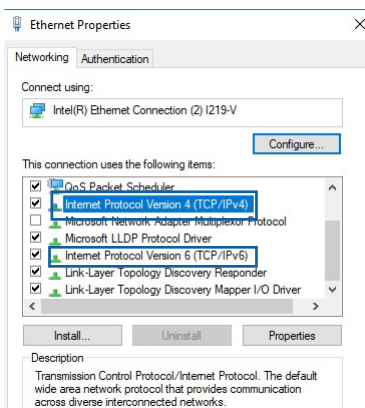 Ethernet Properties
Networking Authentication
Connect using:
Intel(R) Ethernet Connection (2) I219-V
Configure...
This connection uses the following items:
QoS Packet Scheduler
Internet Protocol Version 4 (TCP/IPv4)
Microsoft Network Adapter Multiplexor Protocol
Microsoft LLDP Protocol Driver
Internet Protocol Version 6 (TCP/IPv6)
Link-Layer Topology Discovery Responder
Link-Layer Topology Discovery Mapper I/O Driver
Install... Uninstall Properties
Description
Transmission Control Protocol/Internet Protocol. The default
wide area network protocol that provides communication
across diverse interconnected networks.